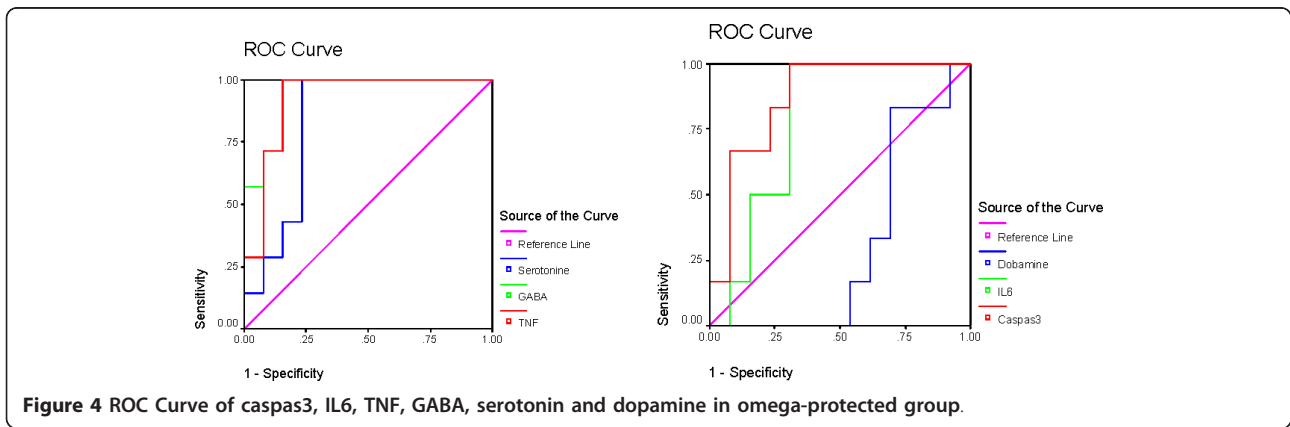 ROC Curve
1.00
.75
.50
.25
0.00
Sensitivity
0.00 .25 .50 .75 1.00
1 - Specificity
Source of the Curve
Reference Line
Serotonine
GABA
TNF
ROC Curve
1.00
.75
.50
.25
0.00
Sensitivity
0.00 .25 .50 .75 1.00
1 - Specificity
Source of the Curve
Reference Line
Dobamine
IL6
Caspas3
Figure 4 ROC Curve of caspas3, IL6, TNF, GABA, serotonin and dopamine in omega-protected group.